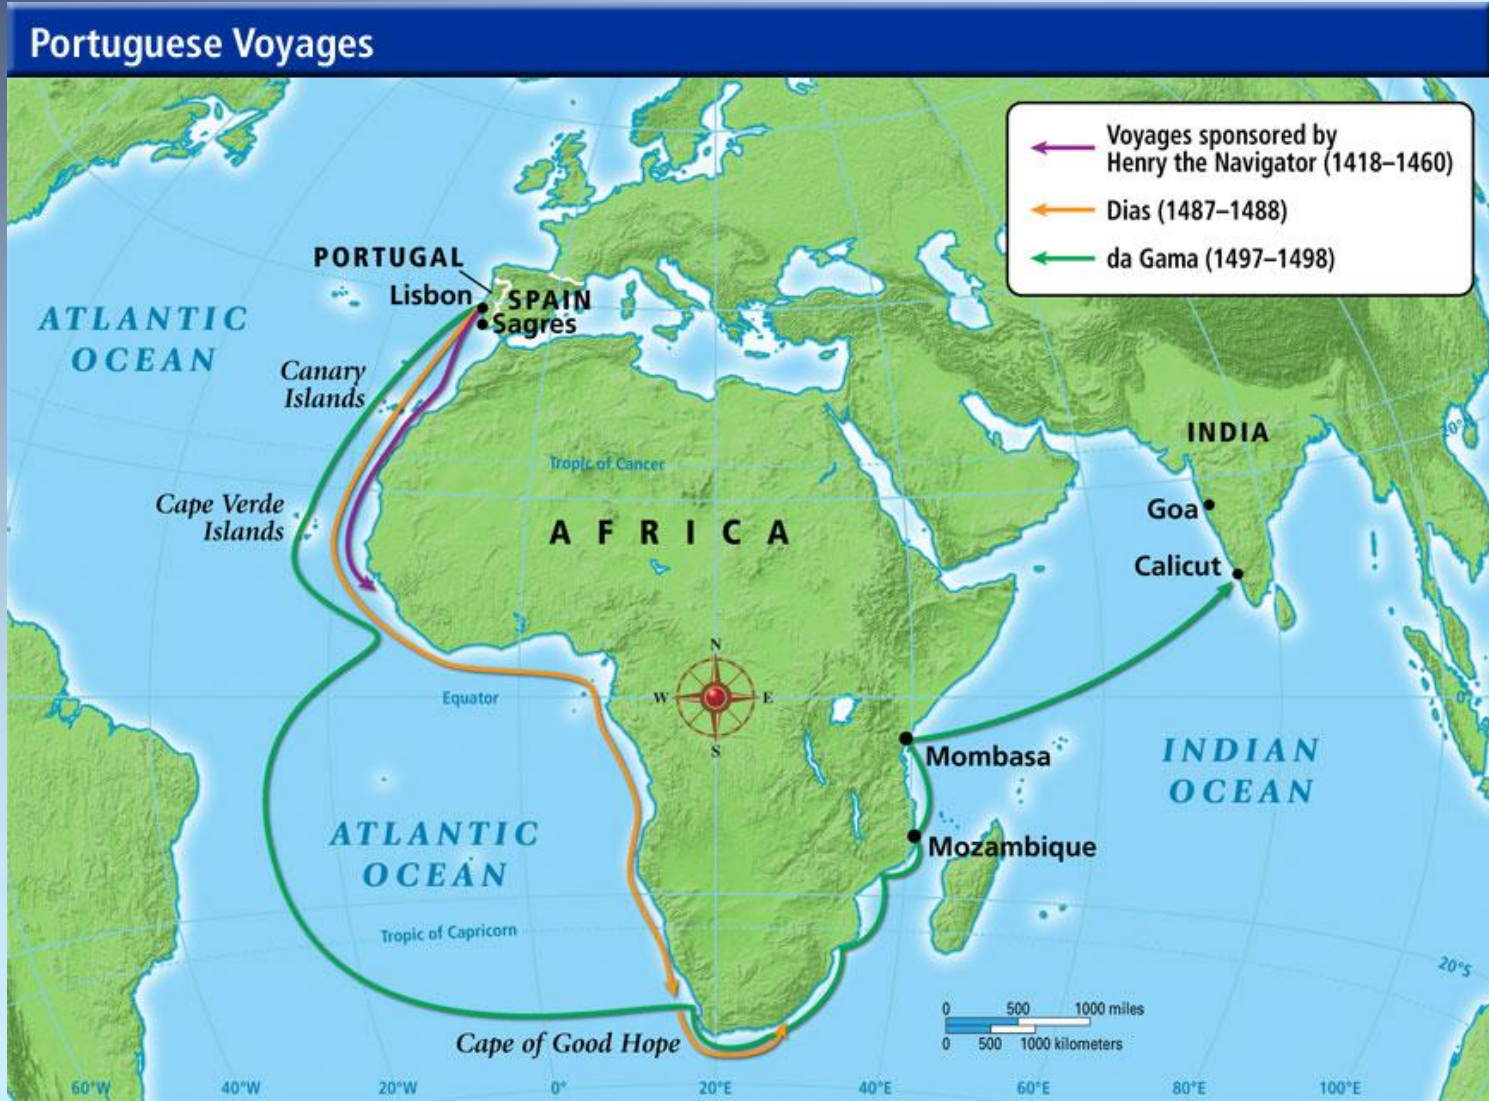 Portuguese Voyages
Voyages sponsored by
Henry the Navigator (1418–1460)
Dias (1487–1488)
da Gama (1497–1498)
PORTUGAL
Lisbon
SPAIN
Sagres
ATLANTIC
OCEAN
Canary
Islands
INDIA
20°N
Tropic of Cancer
Cape Verde
Islands
AFRICA
Goa
Calicut
N
W
E
S
Equator
0°
Mombasa
INDIAN
OCEAN
ATLANTIC
OCEAN
Mozambique
Tropic of Capricorn
20°S
0 500 1000 miles
0 500 1000 kilometers
Cape of Good Hope
60°W 40°W 20°W 0° 20°E 40°E 60°E 80°E 100°E